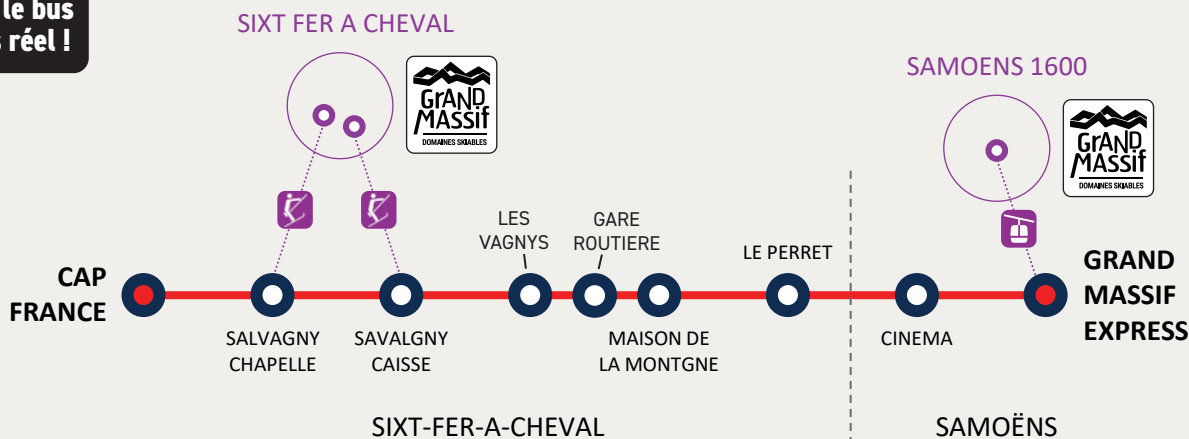 le bus
réel !
SIXT FER A CHEVAL
GRAND
MASSIF
DOMAINES SKIABLES
SAMOENS 1600
GRAND
MASSIF
DOMAINES SKIABLES
LES
VAGNYS
GARE
ROUTIERE
LE PERRET
CAP
FRANCE
GRAND
MASSIF
EXPRESS
SALVAGNY
CHAPELLE
SAVALGNY
CAISSE
MAISON DE
LA MONTGNE
CINEMA
SIXT-FER-A-CHEVAL
SAMOËNS